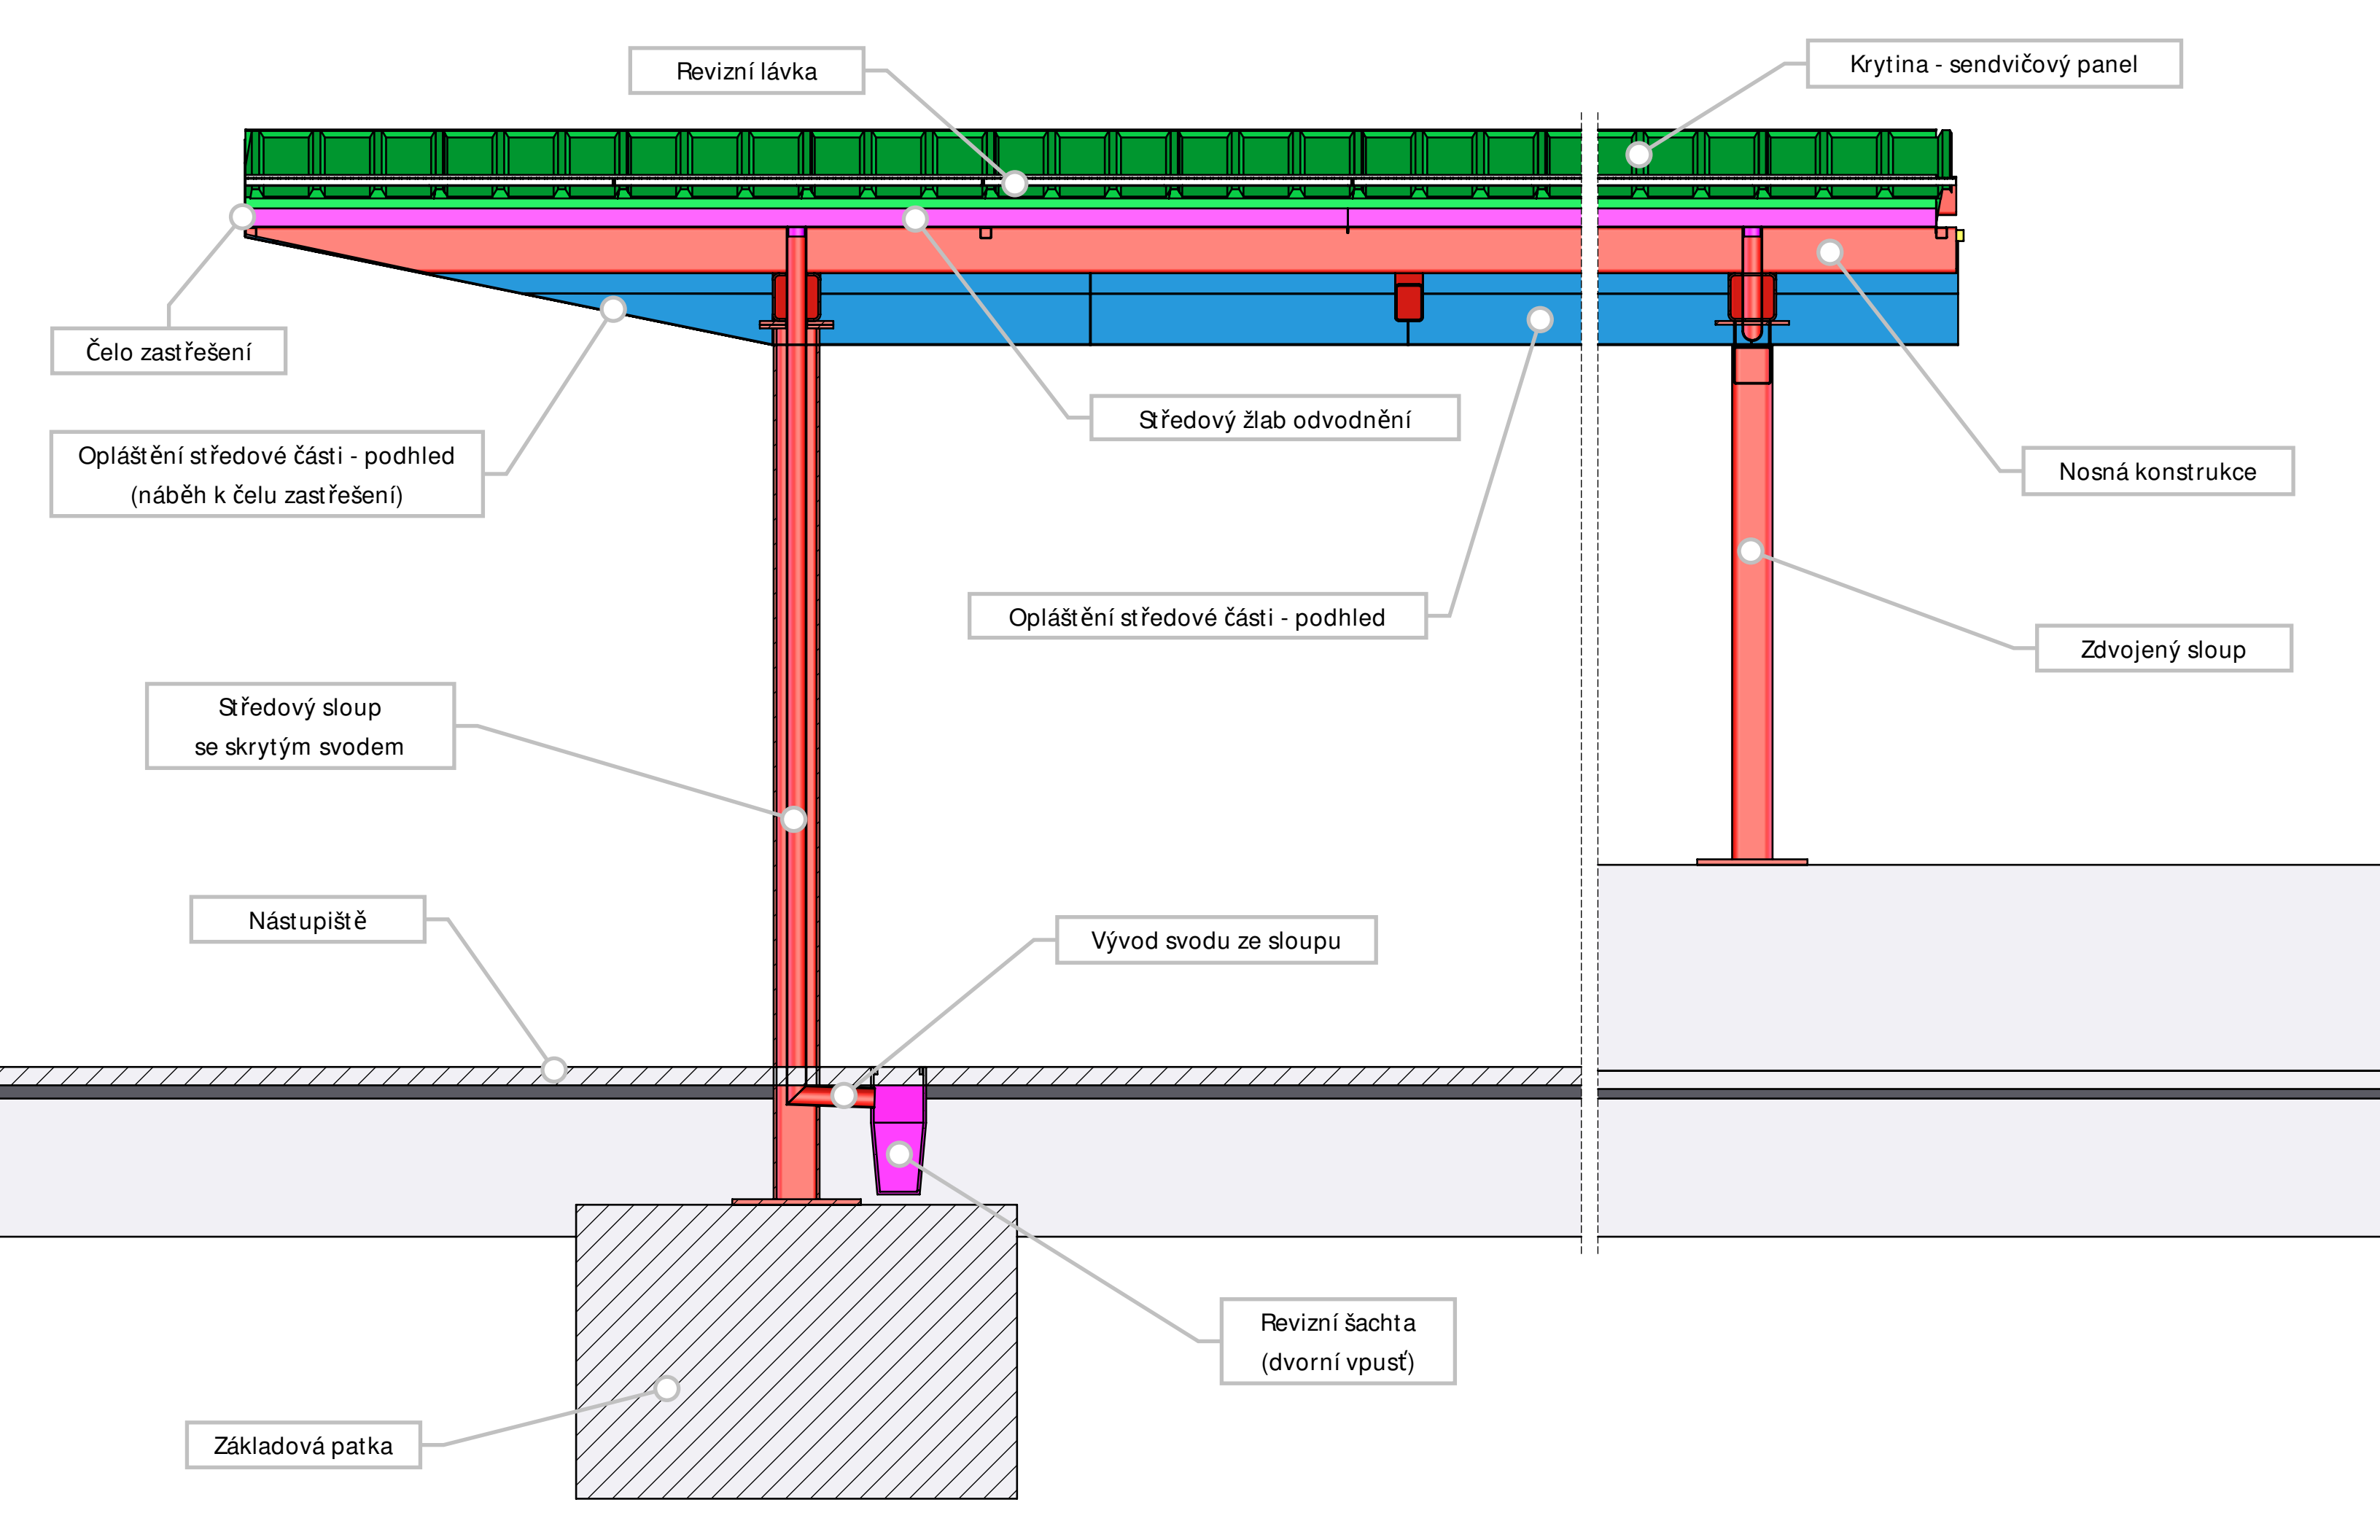 Revizní lávka
Krytina - sendvičový panel
Čelo zastřešení
Středový žlab odvodnění
Opláštění středové části - podhled
(náběh k čelu zastřešení)
Nosná konstrukce
Opláštění středové části - podhled
Zdvojený sloup
Středový sloup
se skrytým svodem
Nástupiště
Vývod svodu ze sloupu
Revizní šachta
(dvorní vpusť)
Základová patka